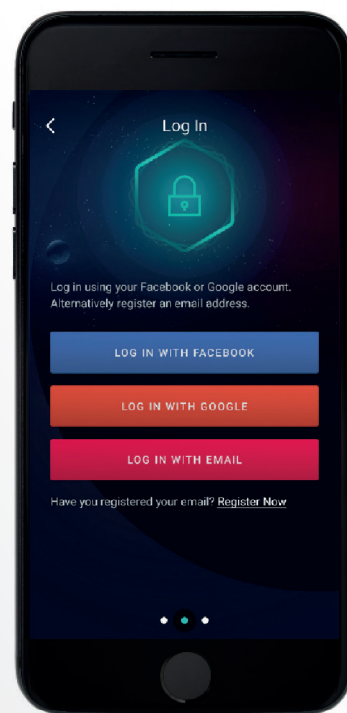 Log In
Log in using your Facebook or Google account.
Alternatively register an email address.
LOG IN WITH FACEBOOK
LOG IN WITH GOOGLE
LOG IN WITH EMAIL
Have you registered your email? Register Now